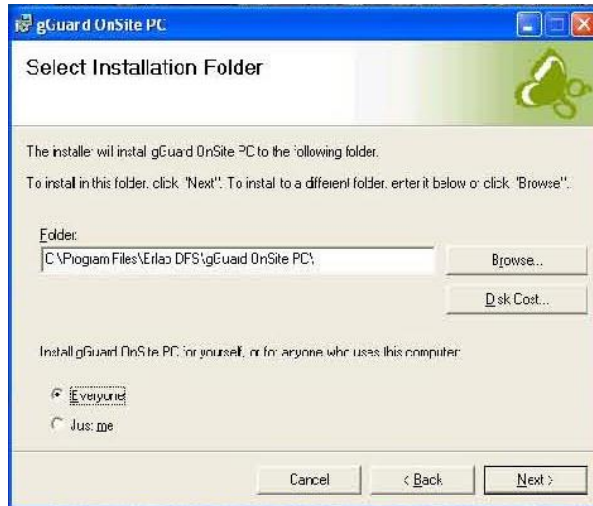 gGuard OnSite PC
Select Installation Folder
The installer will install gGuard OnSite PC to the following folder.
To install in this folder, click "Next". To install to a different folder, enter it below or click "Browse".
Folder:
C:\Program Files\Erlab DFS\gGuard OnSite PC\
Browse...
Disk Cost...
Install gGuard OnSite PC for yourself, or for anyone who uses this computer:
Everyone
Just me
Cancel
< Back
Next >